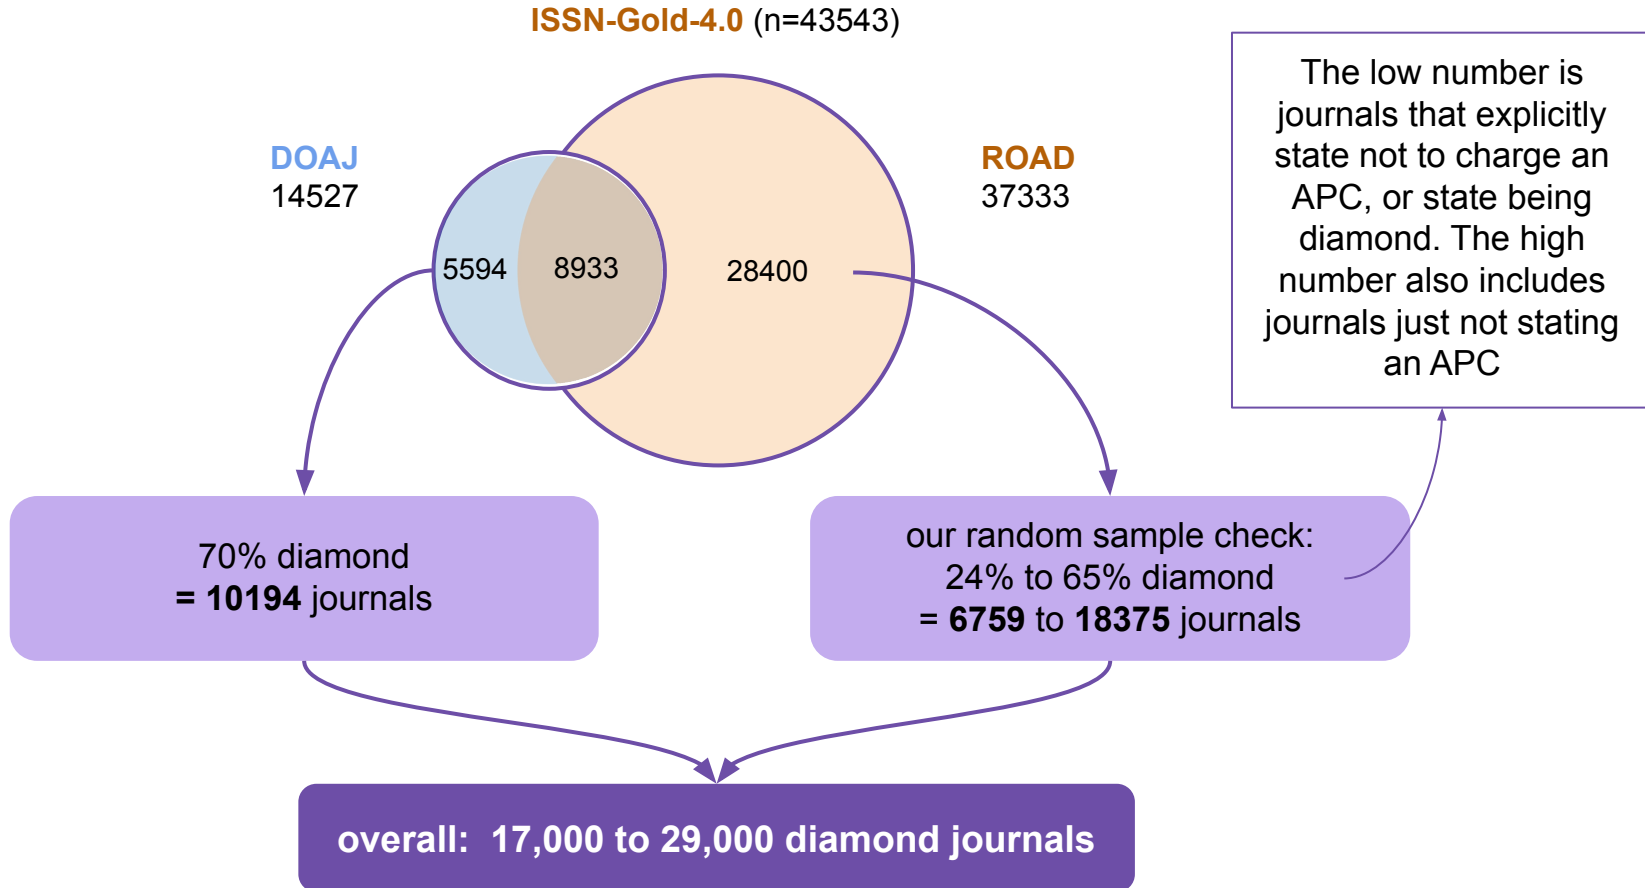 ISSN-Gold-4.0 (n=43543)
DOAJ
14527
ROAD
37333
5594
8933
28400
The low number is
journals that explicitly
state not to charge an
APC, or state being
diamond. The high
number also includes
journals just not stating
an APC
70% diamond
= 10194 journals
our random sample check:
24% to 65% diamond
= 6759 to 18375 journals
overall: 17,000 to 29,000 diamond journals